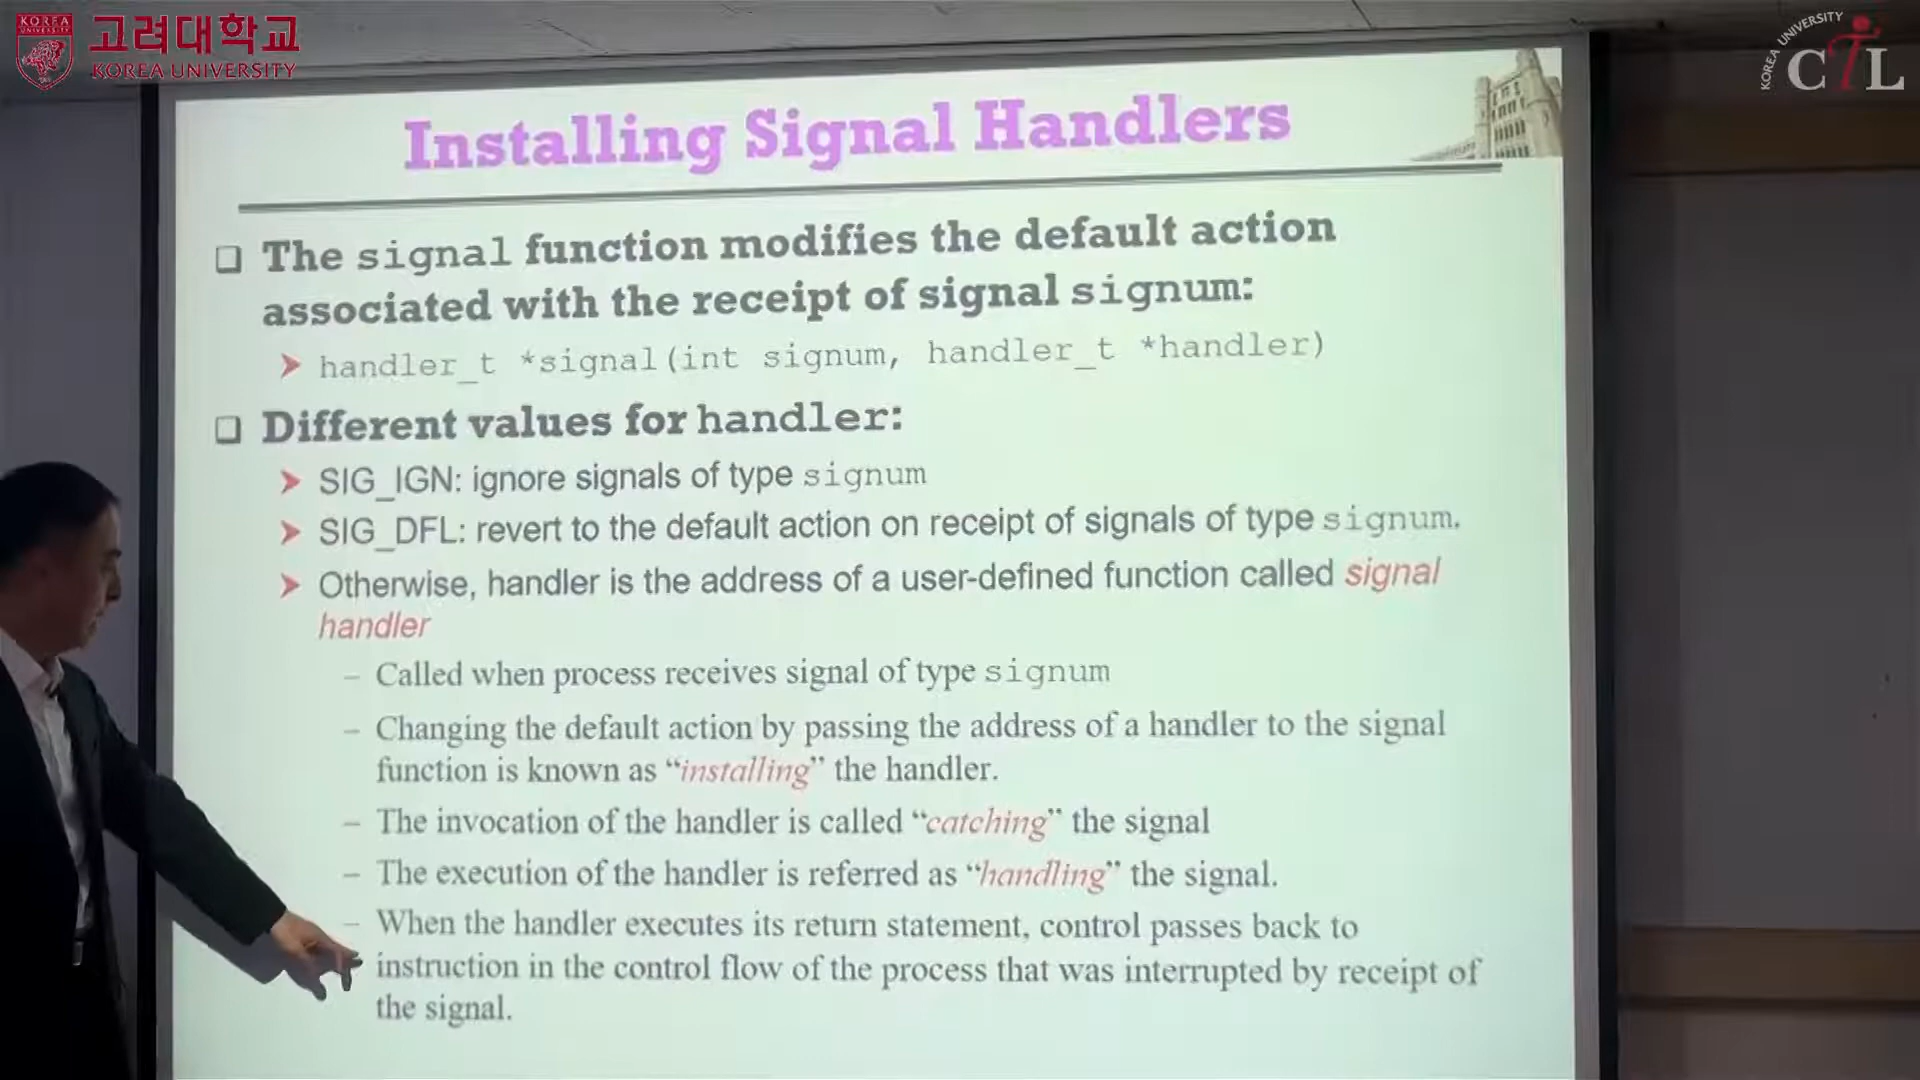 고려대학교
KOREA UNIVERSITY
KOREA UNIVERSITY
KOREA UNIVERSITY
CTL
Installing Signal Handlers
The signal function modifies the default action
associated with the receipt of signal signum:
handler_t *signal(int signum, handler_t *handler)
Different values for handler:
SIG_IGN: ignore signals of type signum
SIG_DFL: revert to the default action on receipt of signals of type signum.
Otherwise, handler is the address of a user-defined function called signal
handler
– Called when process receives signal of type signum
– Changing the default action by passing the address of a handler to the signal
function is known as “installing” the handler.
– The invocation of the handler is called “catching” the signal
– The execution of the handler is referred as “handling” the signal.
– When the handler executes its return statement, control passes back to
instruction in the control flow of the process that was interrupted by receipt of
the signal.